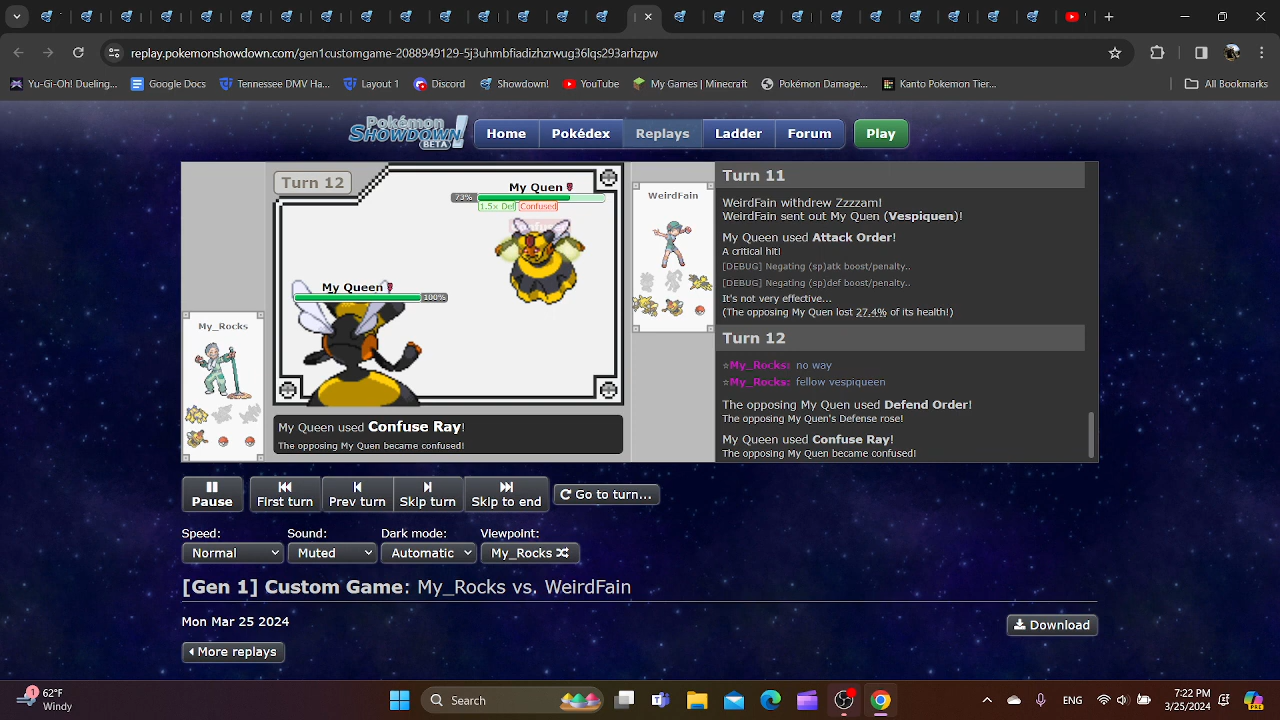 replay.pokemonshowdown.com/gen1customgame-2088949129-5j3uhmbfiadizhzrwug36lqs293arhzpw
Yu-Gi-Oh! Dueling...
Google Docs
Tennessee DMV Ha...
Layout 1
Discord
Showdown!
YouTube
My Games | Minecraft
Pokémon Damage...
Kanto Pokemon Tier...
All Bookmarks
Pokémon
SHOWDOWN!
BETA
Home
Pokédex
Replays
Ladder
Forum
Play
Turn 12
My Quen
73%
1.5× Def
Confused
My Queen
100%
My Queen used Confuse Ray!
The opposing My Quen became confused!
My_Rocks
WeirdFain
Turn 11
WeirdFain withdrew Zzzzam!
WeirdFain sent out My Quen (Vespiquen)!
My Queen used Attack Order!
A critical hit!
[DEBUG] Negating (sp)atk boost/penalty..
[DEBUG] Negating def boost/penalty..
It's not very effective...
(The opposing My Quen lost 27.4% of its health!)
Turn 12
☆My_Rocks: no way
☆My_Rocks: fellow vespiqueen
The opposing My Quen used Defend Order!
The opposing My Quen's Defense rose!
My Queen used Confuse Ray!
The opposing My Quen became confused!
Pause
First turn
Prev turn
Skip turn
Skip to end
Go to turn...
Speed:
Sound:
Dark mode:
Viewpoint:
Normal
Muted
Automatic
My_Rocks
[Gen 1] Custom Game: My_Rocks vs. WeirdFain
Mon Mar 25 2024
Download
More replays
1
62°F
Windy
Search
ENG
7:22 PM
3/25/2024
PRE